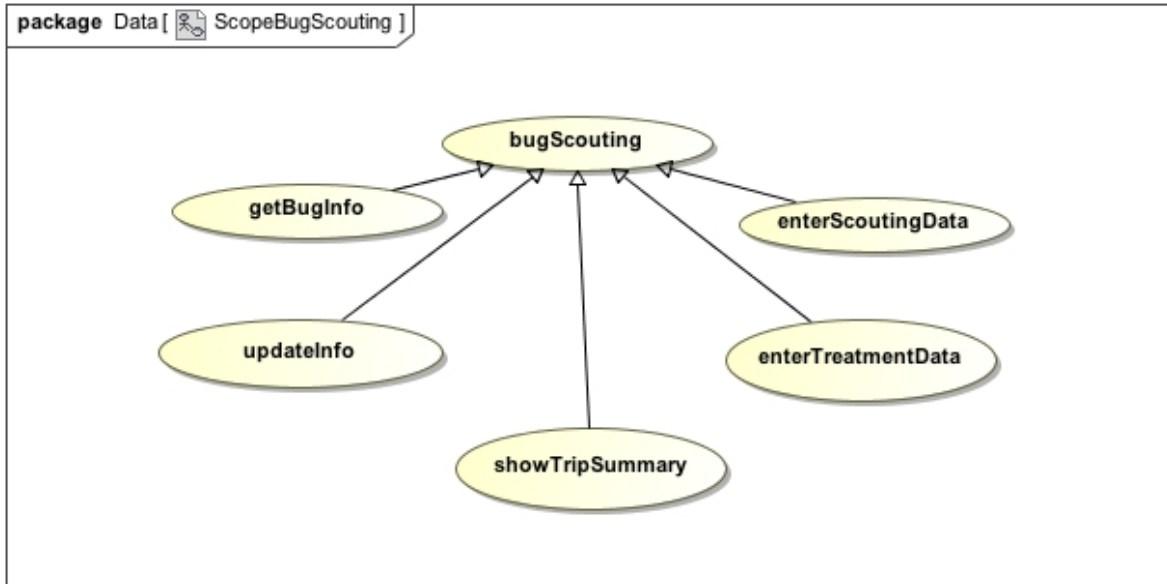 package Data [ ScopeBugScouting ]
bugScouting
getBugInfo
enterScoutingData
updateInfo
enterTreatmentData
showTripSummary